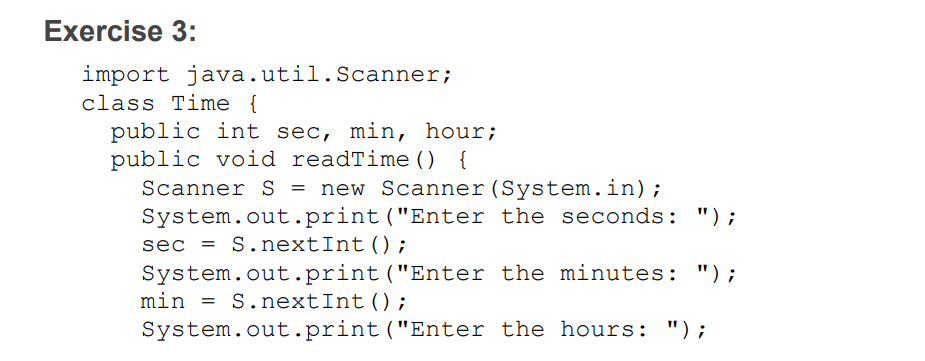 Exercise 3:
import java.util.Scanner;
class Time {
public int sec, min, hour;
public void readTime() {
Scanner S = new Scanner(System.in);
System.out.print("Enter the seconds: ");
sec = S.nextInt();
System.out.print("Enter the minutes: ");
min = S.nextInt();
System.out.print("Enter the hours: ");